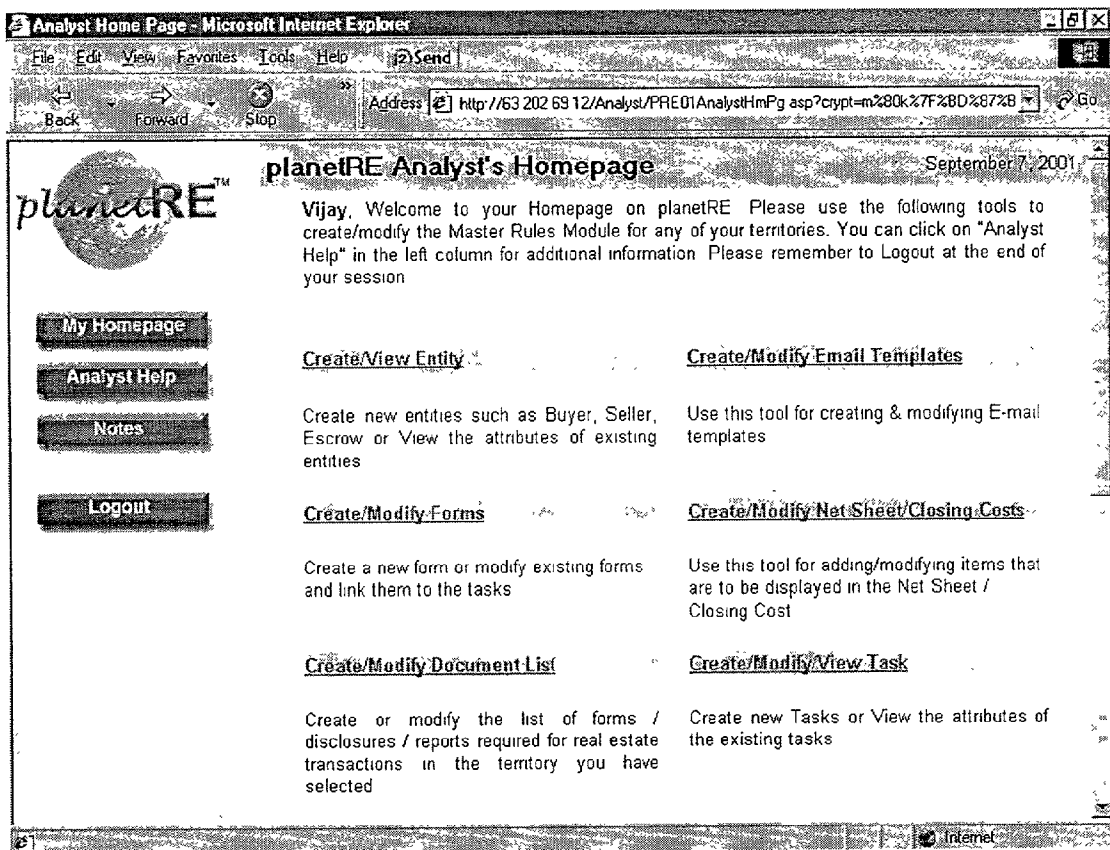 Analyst Home Page - Microsoft Internet Explorer
File Edit View Favorites Tools Help Send
Back Forward Stop » Address http://63 202 69 12/Analyst/PRE01AnalystHmPg asp?crypt=m%80k%7F%8D%87%B Go
planetRE™
planetRE Analyst's Homepage
September 7, 2001
Vijay, Welcome to your Homepage on planetRE Please use the following tools to
create/modify the Master Rules Module for any of your territories. You can click on "Analyst
Help" in the left column for additional information Please remember to Logout at the end of
your session
My Homepage
Analyst Help
Notes
Logout
Create/View Entity
Create new entities such as Buyer, Seller,
Escrow or View the attributes of existing
entities
Create/Modify Email Templates
Use this tool for creating & modifying E-mail
templates
Create/Modify Forms
Create a new form or modify existing forms
and link them to the tasks
Create/Modify Net Sheet/Closing Costs
Use this tool for adding/modifying items that
are to be displayed in the Net Sheet /
Closing Cost
Create/Modify Document List
Create or modify the list of forms /
disclosures / reports required for real estate
transactions in the territory you have
selected
Create/Modify/View Task
Create new Tasks or View the attributes of
the existing tasks
Internet